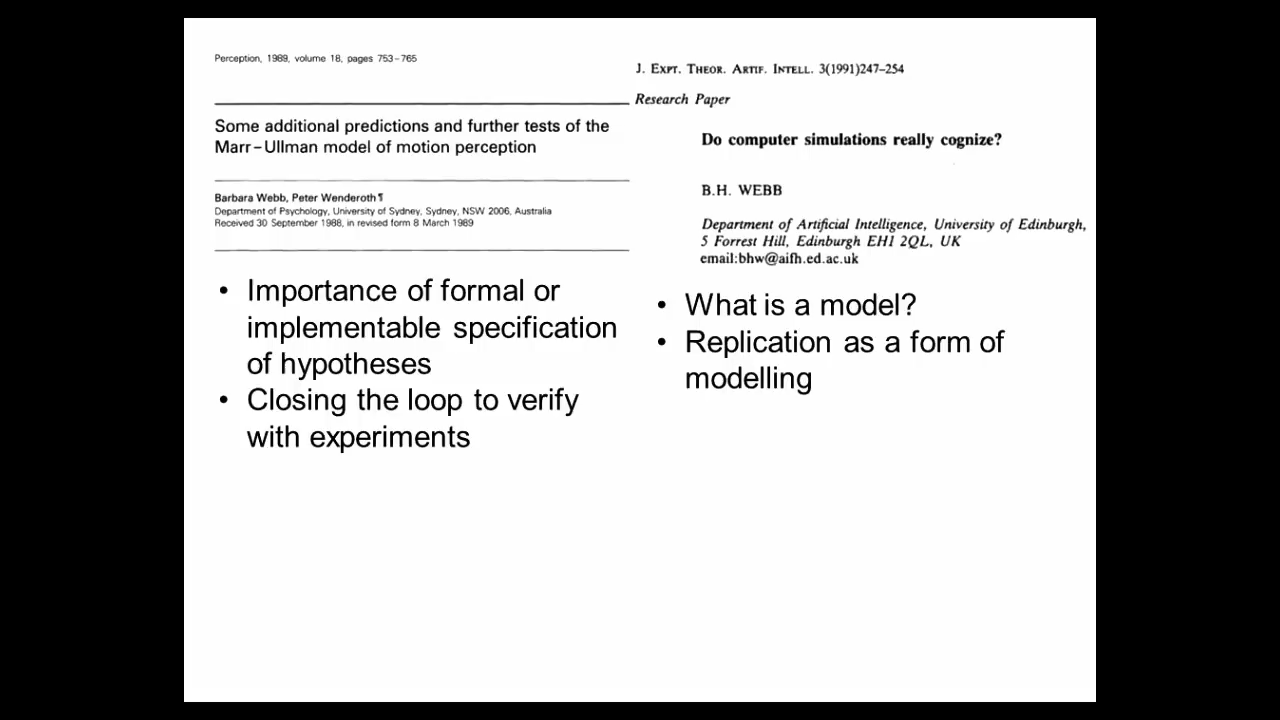 Perception, 1989, volume 18, pages 753–765
Some additional predictions and further tests of the
Marr–Ullman model of motion perception
Barbara Webb, Peter Wenderoth¶
Department of Psychology, University of Sydney, Sydney, NSW 2006, Australia
Received 30 September 1988, in revised form 8 March 1989
• Importance of formal or
implementable specification
of hypotheses
• Closing the loop to verify
with experiments
J. Expt. Theor. Artif. Intell. 3(1991)247–254
Research Paper
Do computer simulations really cognize?
B.H. WEBB
Department of Artificial Intelligence, University of Edinburgh,
5 Forrest Hill, Edinburgh EH1 2QL, UK
email:bhw@aifh.ed.ac.uk
• What is a model?
• Replication as a form of
modelling